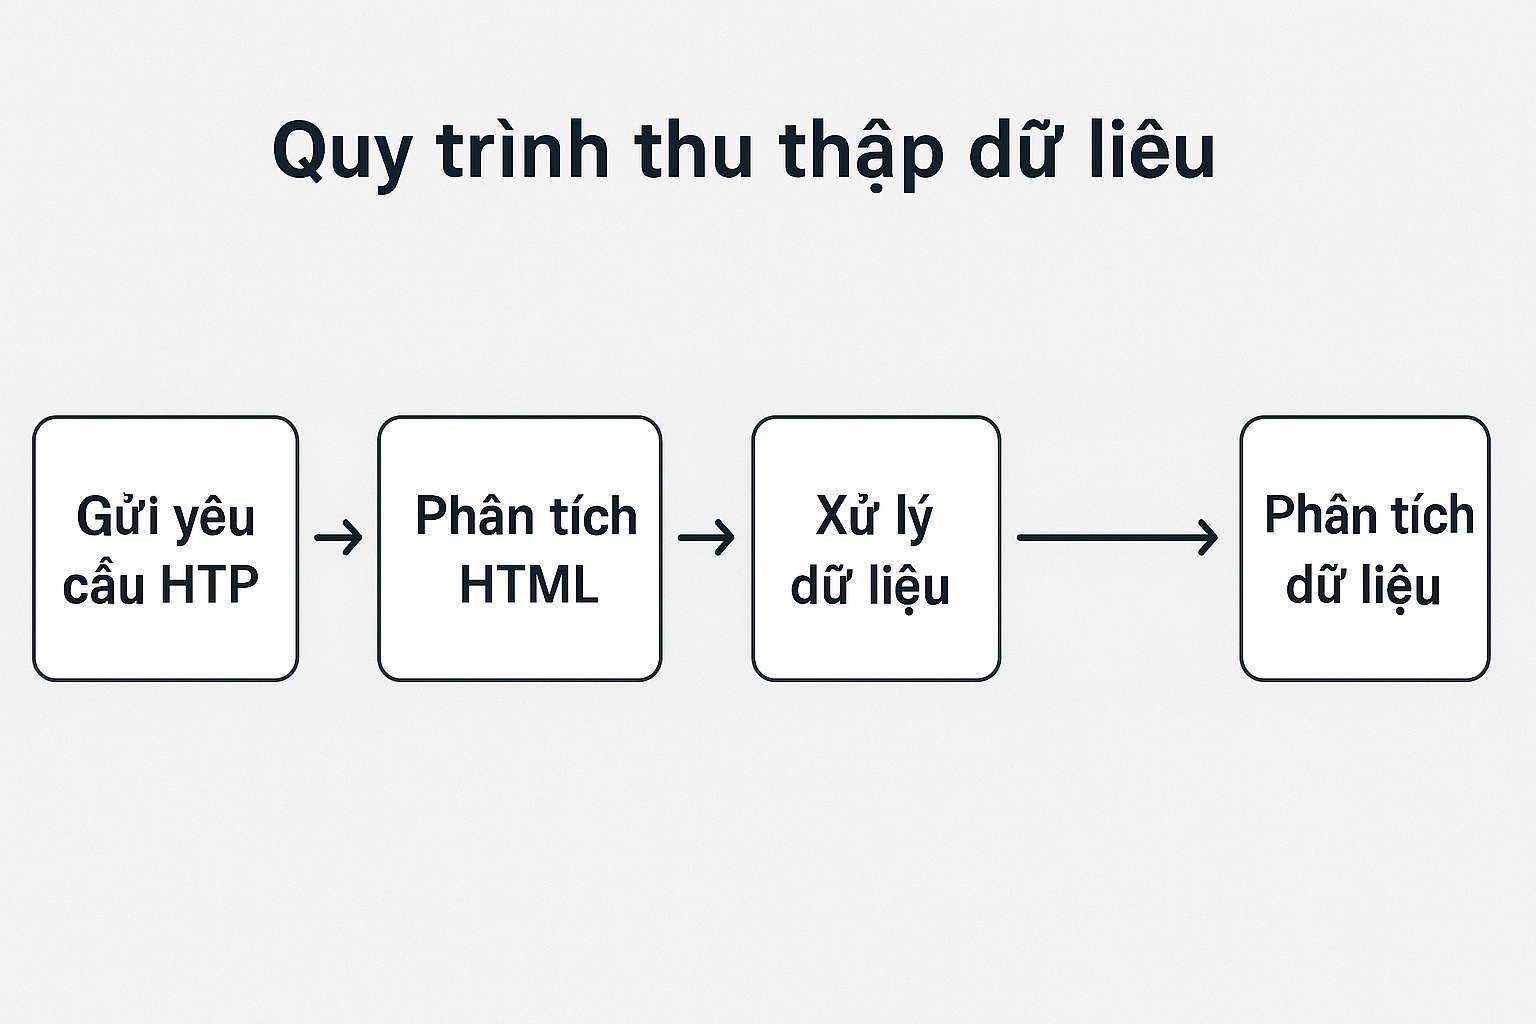 Quy trình thu thập dữ liêu
Gửi yêu
cầu HTP
Phân tích
HTML
Xử lý
dữ liệu
Phân tích
dữ liệu